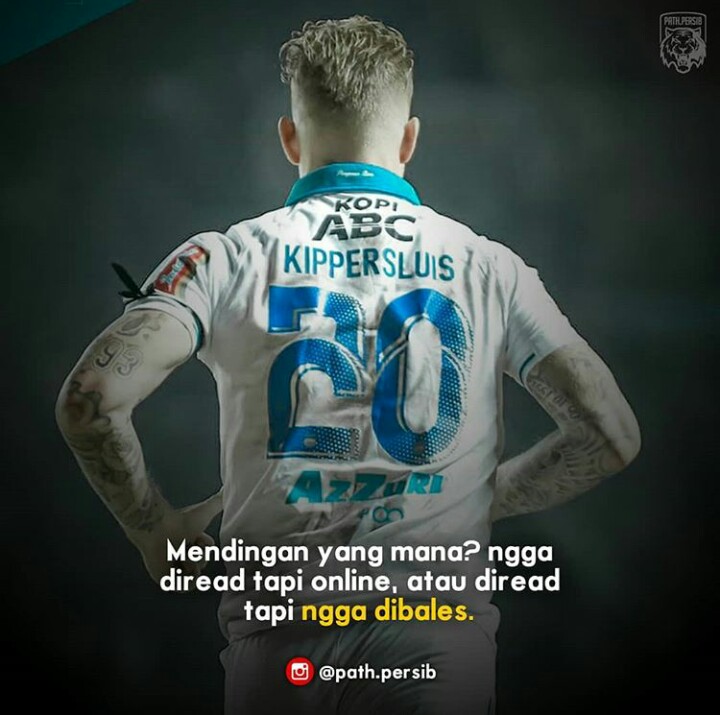 PATH.PERSIB
KOPI
ABC
KIPPERSLUIS
20
93
AZZURI
Mendingan yang mana? ngga
diread tapi online, atau diread
tapi ngga dibales.
@path.persib